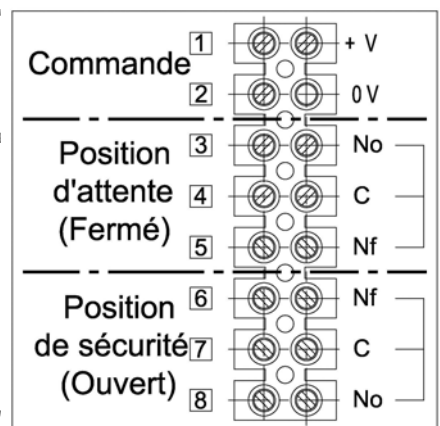 Commande
1 + V
2 0 V
Position
d'attente
(Fermé)
3 No
4 C
5 Nf
Position
de sécurité
(Ouvert)
6 Nf
7 C
8 No